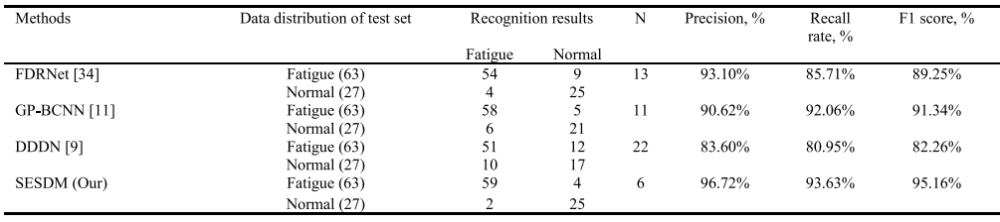 Methods Data distribution of test set Recognition results N Precision, % Recall rate, % F1 score, %
Fatigue Normal
FDRNet [34] Fatigue (63) 54 9 13 93.10% 85.71% 89.25%
Normal (27) 4 25
GP-BCNN [11] Fatigue (63) 58 5 11 90.62% 92.06% 91.34%
Normal (27) 6 21
DDDN [9] Fatigue (63) 51 12 22 83.60% 80.95% 82.26%
Normal (27) 10 17
SESDM (Our) Fatigue (63) 59 4 6 96.72% 93.63% 95.16%
Normal (27) 2 25